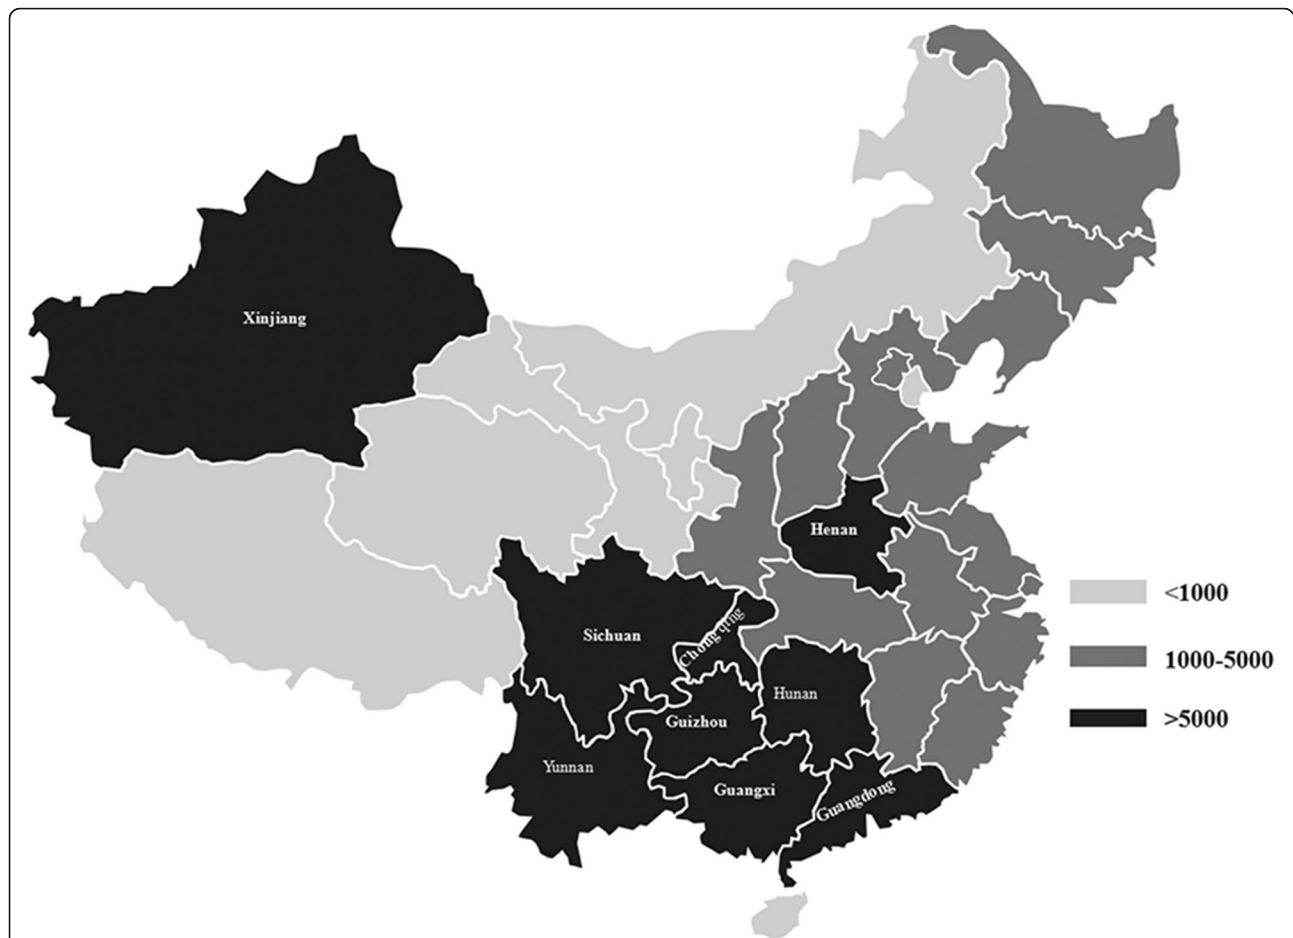 Xinjiang
Henan
Sichuan
Chongqing
Hunan
Guizhou
Yunnan
Guangxi
Guangdong
<1000
1000-5000
>5000